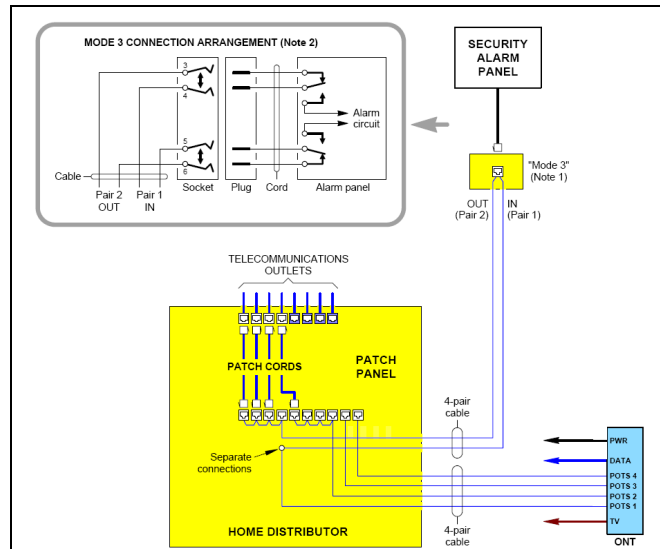 MODE 3 CONNECTION ARRANGEMENT (Note 2)
3
4
5
6
Alarm
circuit
Cable
Pair 2
OUT
Pair 1
IN
Socket
Plug
Cord
Alarm panel
SECURITY
ALARM
PANEL
"Mode 3"
(Note 1)
OUT
(Pair 2)
IN
(Pair 1)
TELECOMMUNICATIONS
OUTLETS
PATCH CORDS
PATCH
PANEL
Separate
connections
HOME DISTRIBUTOR
4-pair
cable
4-pair
cable
PWR
DATA
POTS 4
POTS 3
POTS 2
POTS 1
TV
ONT